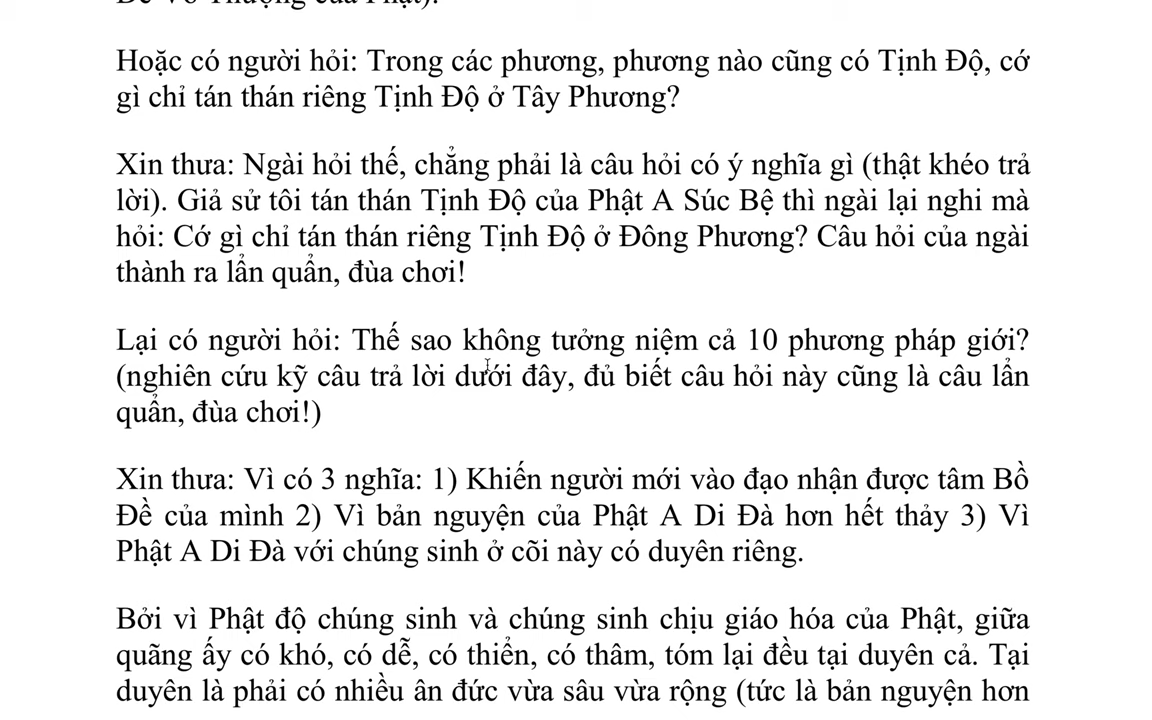 Hoặc có người hỏi: Trong các phương, phương nào cũng có Tịnh Độ, cớ
gì chỉ tán thán riêng Tịnh Độ ở Tây Phương?
Xin thưa: Ngài hỏi thế, chẳng phải là câu hỏi có ý nghĩa gì (thật khéo trả
lời). Giả sử tôi tán thán Tịnh Độ của Phật A Súc Bệ thì ngài lại nghi mà
hỏi: Cớ gì chỉ tán thán riêng Tịnh Độ ở Đông Phương? Câu hỏi của ngài
thành ra lẩn quẩn, đùa chơi!
Lại có người hỏi: Thế sao không tưởng niệm cả 10 phương pháp giới?
(nghiên cứu kỹ câu trả lời dưới đây, đủ biết câu hỏi này cũng là câu lẩn
quẩn, đùa chơi!)
Xin thưa: Vì có 3 nghĩa: 1) Khiến người mới vào đạo nhận được tâm Bồ
Đề của mình 2) Vì bản nguyện của Phật A Di Đà hơn hết thảy 3) Vì
Phật A Di Đà với chúng sinh ở cõi này có duyên riêng.
Bởi vì Phật độ chúng sinh và chúng sinh chịu giáo hóa của Phật, giữa
quãng ấy có khó, có dễ, có thiển, có thâm, tóm lại đều tại duyên cả. Tại
duyên là phải có nhiều ân đức vừa sâu vừa rộng (tức là bản nguyện hơn